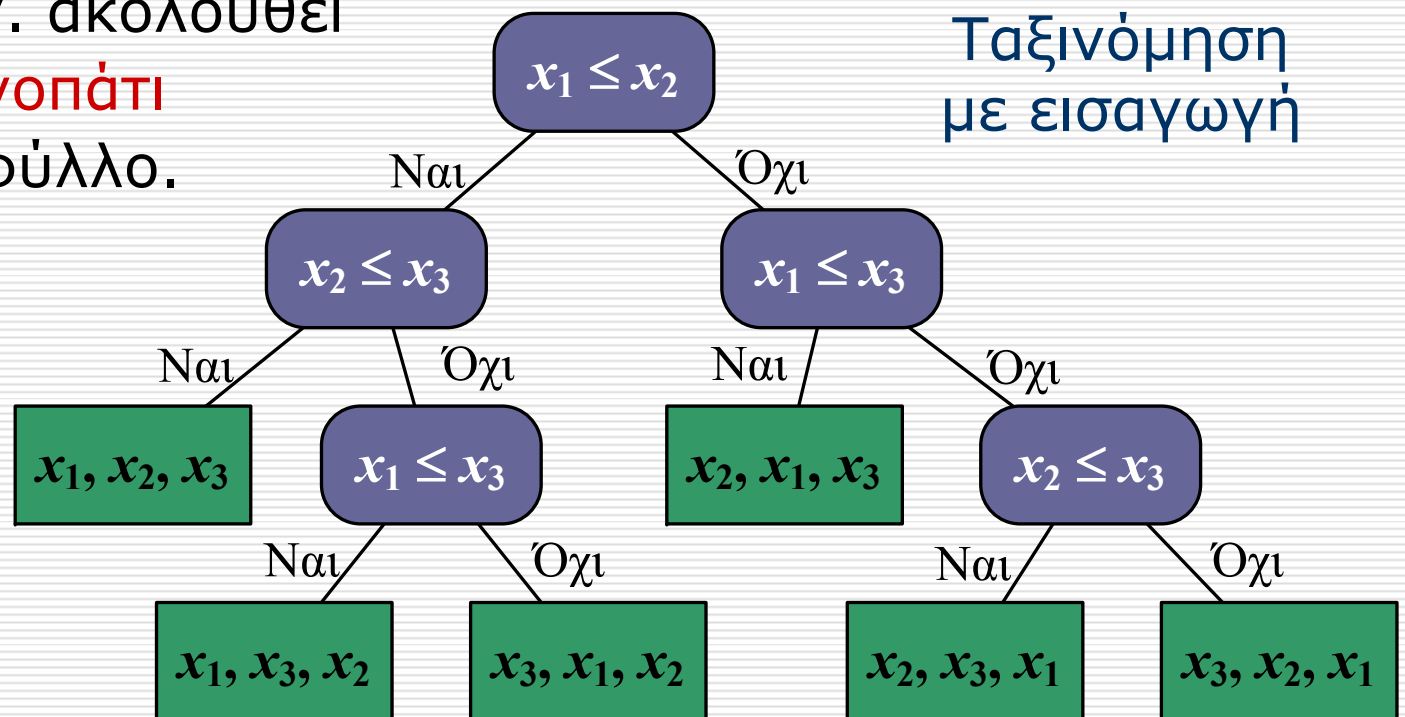 ακολουθεί
x₁ ≤ x₂
Ταξινόμηση
με εισαγωγή
Ναι
Όχι
x₂ ≤ x₃
x₁ ≤ x₃
Ναι
Όχι
Ναι
Όχι
x₁, x₂, x₃
x₁ ≤ x₃
x₂, x₁, x₃
x₂ ≤ x₃
Ναι
Όχι
Ναι
Όχι
x₁, x₃, x₂
x₃, x₁, x₂
x₂, x₃, x₁
x₃, x₂, x₁